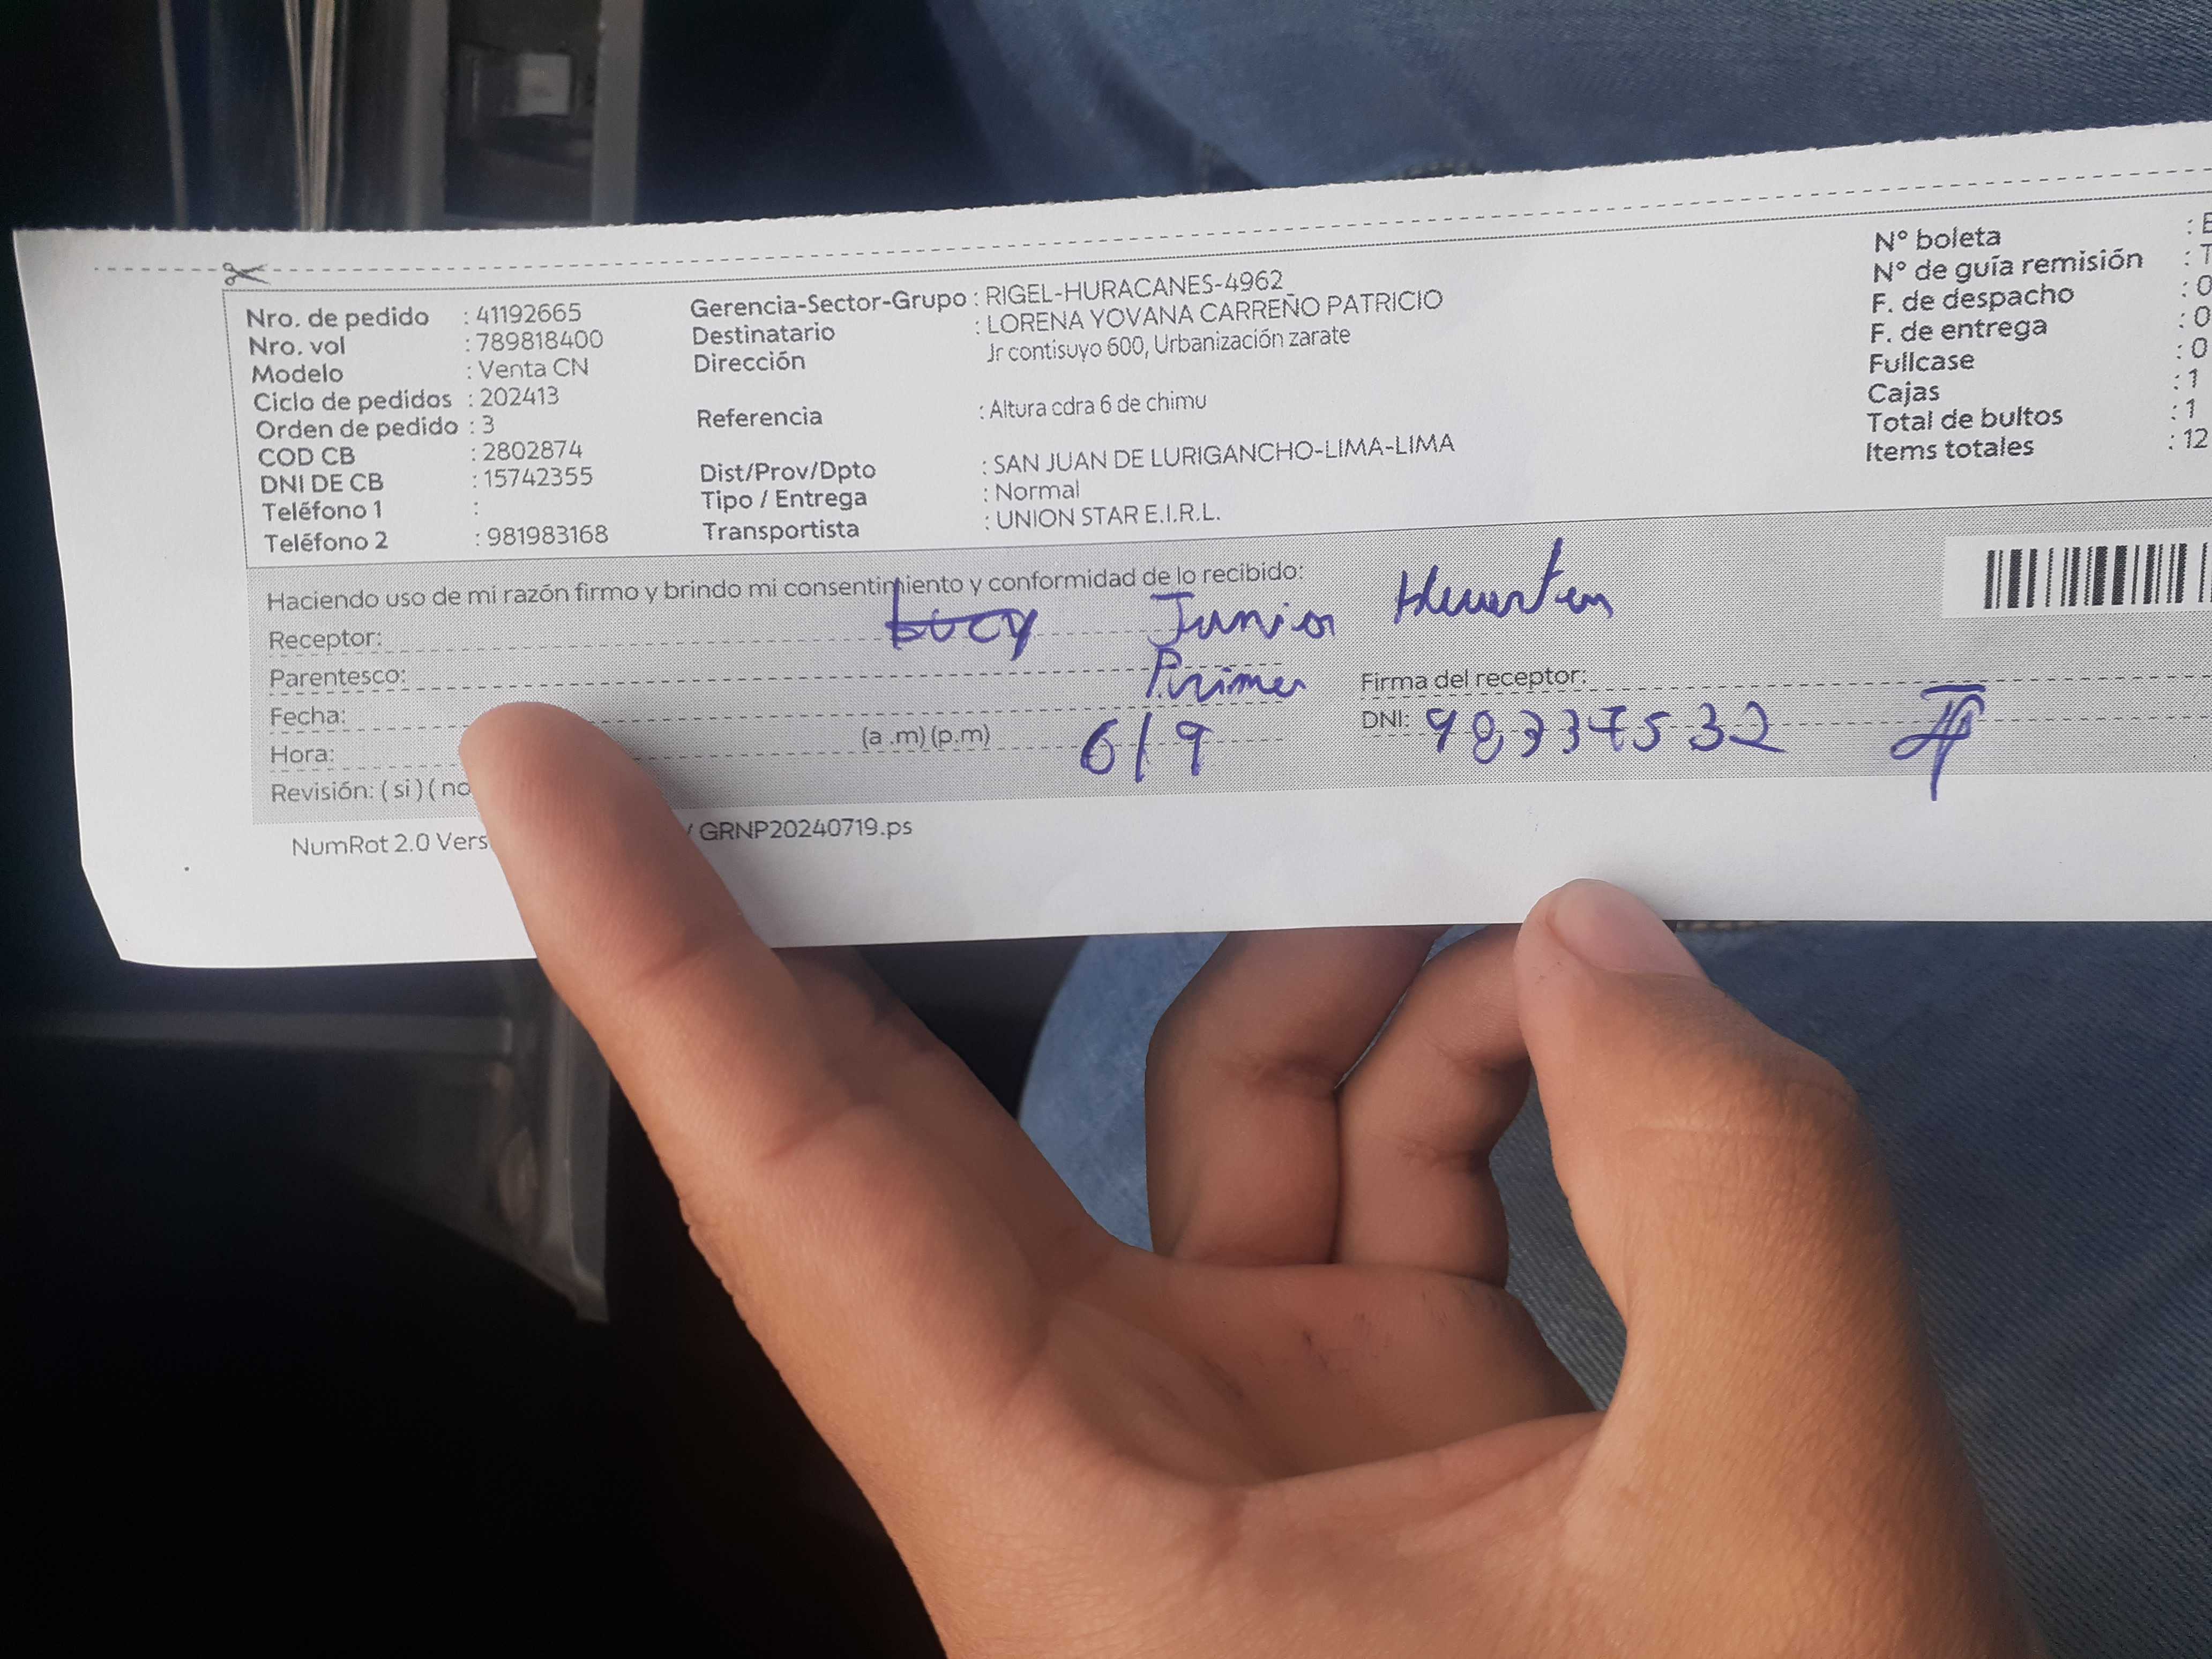 Nro. de pedido : 41192665
Nro. vol : 789818400
Modelo : Venta CN
Ciclo de pedidos : 202413
Orden de pedido : 3
COD CB : 2802874
DNI DE CB : 15742355
Teléfono 1 :
Teléfono 2 : 981983168
Gerencia-Sector-Grupo : RIGEL-HURACANES-4962
Destinatario : LORENA YOVANA CARREÑO PATRICIO
Dirección Jr contisuyo 600, Urbanización zarate
Referencia : Altura cdra 6 de chimu
Dist/Prov/Dpto : SAN JUAN DE LURIGANCHO-LIMA-LIMA
Tipo / Entrega : Normal
Transportista : UNION STAR E.I.R.L.
N° boleta :
N° de guía remisión :
F. de despacho : 0
F. de entrega : 0
Fullcase : 0
Cajas : 1
Total de bultos : 1
Items totales : 12
Haciendo uso de mi razón firmo y brindo mi consentimiento y conformidad de lo recibido:
Receptor: Lucy Junior
Parentesco: Primer
Firma del receptor:
Fecha: 6/9
DNI:
Hora: (a .m) (p.m)
Revisión: ( si ) ( no
NumRot 2.0 Vers / GRNP20240719.ps